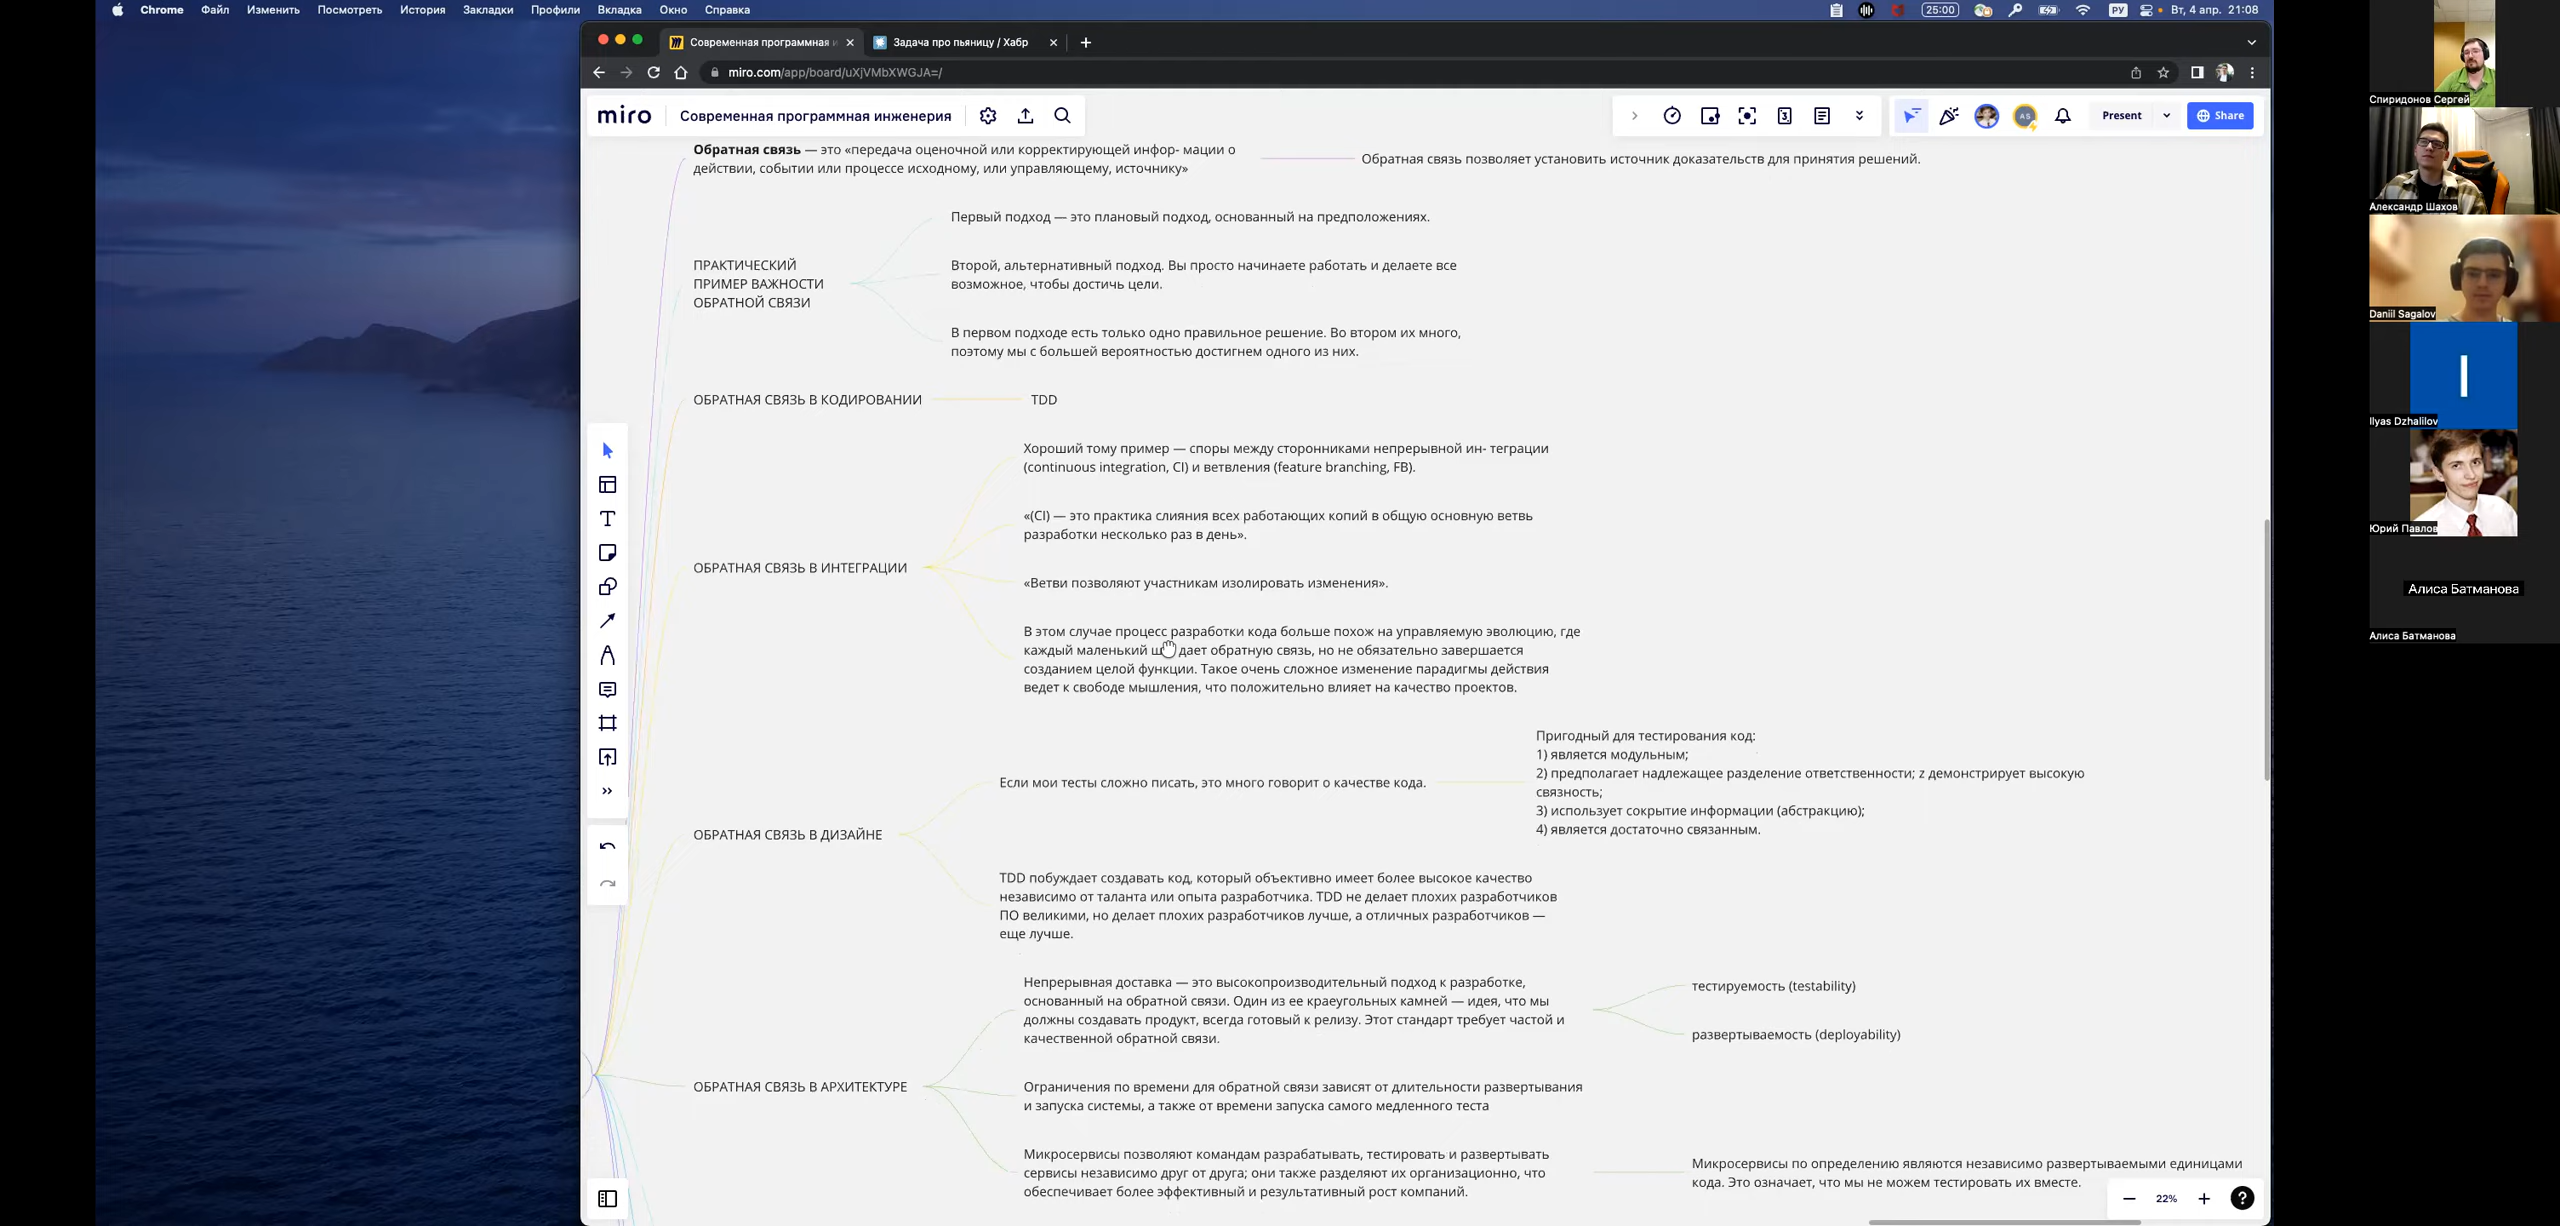 Chrome Файл Изменить Посмотреть История Закладки Профили Вкладка Окно Справка
25:00 РУ Вт, 4 апр. 21:08
Современная программная и
Задача про пьяницу / Хабр
miro.com/app/board/uXjVMbXWGJA=/
miro Современная программная инженерия
AS Present Share
Обратная связь — это «передача оценочной или корректирующей инфор- мации о
действии, событии или процессе исходному, или управляющему, источнику»
Обратная связь позволяет установить источник доказательств для принятия решений.
ПРАКТИЧЕСКИЙ
ПРИМЕР ВАЖНОСТИ
ОБРАТНОЙ СВЯЗИ
Первый подход — это плановый подход, основанный на предположениях.
Второй, альтернативный подход. Вы просто начинаете работать и делаете все
возможное, чтобы достичь цели.
В первом подходе есть только одно правильное решение. Во втором их много,
поэтому мы с большей вероятностью достигнем одного из них.
ОБРАТНАЯ СВЯЗЬ В КОДИРОВАНИИ
TDD
ОБРАТНАЯ СВЯЗЬ В ИНТЕГРАЦИИ
Хороший тому пример — споры между сторонниками непрерывной ин- теграции
(continuous integration, CI) и ветвления (feature branching, FB).
«(CI) — это практика слияния всех работающих копий в общую основную ветвь
разработки несколько раз в день».
«Ветви позволяют участникам изолировать изменения».
В этом случае процесс разработки кода больше похож на управляемую эволюцию, где
каждый маленький дает обратную связь, но не обязательно завершается
созданием целой функции. Такое очень сложное изменение парадигмы действия
ведет к свободе мышления, что положительно влияет на качество проектов.
ОБРАТНАЯ СВЯЗЬ В ДИЗАЙНЕ
Если мои тесты сложно писать, это много говорит о качестве кода.
Пригодный для тестирования код:
1) является модульным;
2) предполагает надлежащее разделение ответственности; z демонстрирует высокую
связность;
3) использует сокрытие информации (абстракцию);
4) является достаточно связанным.
TDD побуждает создавать код, который объективно имеет более высокое качество
независимо от таланта или опыта разработчика. TDD не делает плохих разработчиков
ПО великими, но делает плохих разработчиков лучше, а отличных разработчиков —
еще лучше.
ОБРАТНАЯ СВЯЗЬ В АРХИТЕКТУРЕ
Непрерывная доставка — это высокопроизводительный подход к разработке,
основанный на обратной связи. Один из ее краеугольных камней — идея, что мы
должны создавать продукт, всегда готовый к релизу. Этот стандарт требует частой и
качественной обратной связи.
тестируемость (testability)
развертываемость (deployability)
Ограничения по времени для обратной связи зависят от длительности развертывания
и запуска системы, а также от времени запуска самого медленного теста
Микросервисы позволяют командам разрабатывать, тестировать и развертывать
сервисы независимо друг от друга; они также разделяют их организационно, что
обеспечивает более эффективный и результативный рост компаний.
Микросервисы по определению являются независимо развертываемыми единицами
кода. Это означает, что мы не можем тестировать их вместе.
22%
Спиридонов Сергей
Александр Шахов
Daniil Sagalov
I
Ilyas Dzhalilov
Юрий Павлов
Алиса Батманова
Алиса Батманова